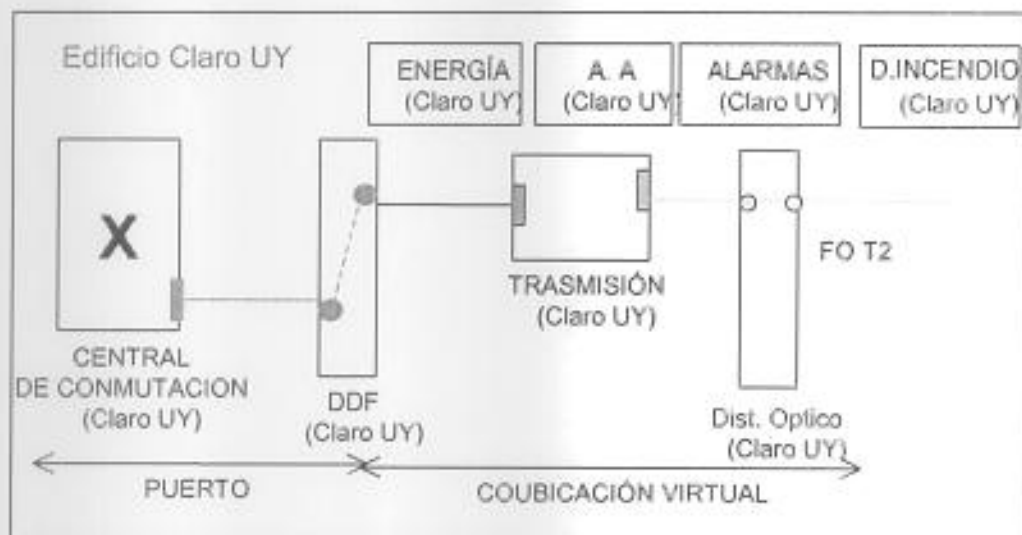 Edificio Claro UY
ENERGÍA
(Claro UY)
A. A
(Claro UY)
ALARMAS
(Claro UY)
D.INCENDIO
(Claro UY)
X
CENTRAL
DE CONMUTACION
(Claro UY)
DDF
(Claro UY)
TRASMISIÓN
(Claro UY)
FO T2
Dist. Optico
(Claro UY)
PUERTO
COUBICACIÓN VIRTUAL